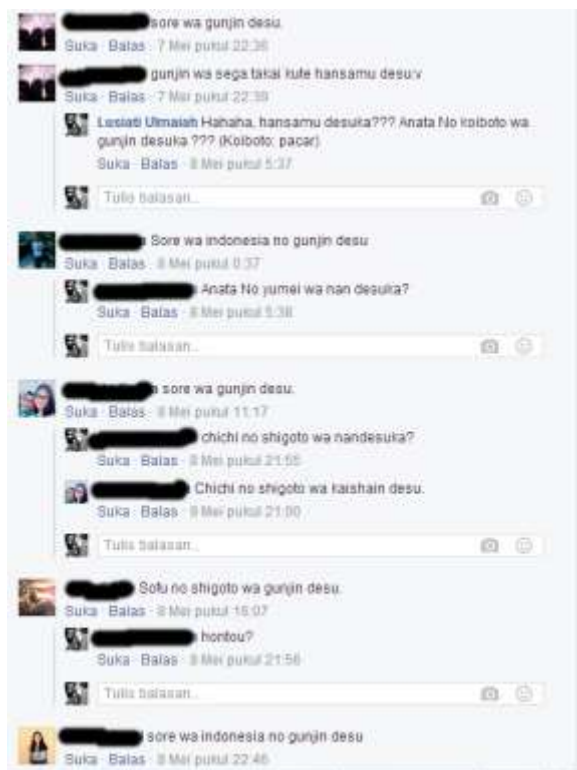 sore wa gunjin desu.
Suka · Balas · 7 Mei pukul 22:36
gunjin wa sega takai kute hansamu desu:v
Suka · Balas · 7 Mei pukul 22:39
Lusiati Ulmaiah Hahaha, hansamu desuka??? Anata No koiboto wa
gunjin desuka ??? (Koiboto: pacar)
Suka · Balas · 8 Mei pukul 5:37
Tulis balasan...
Sore wa indonesia no gunjin desu
Suka · Balas · 8 Mei pukul 0:37
Anata No yumei wa nan desuka?
Suka · Balas · 8 Mei pukul 5:38
Tulis balasan...
sore wa gunjin desu.
Suka · Balas · 8 Mei pukul 11:17
chichi no shigoto wa nandesuka?
Suka · Balas · 8 Mei pukul 21:55
Chichi no shigoto wa kaishain desu.
Suka · Balas · 8 Mei pukul 21:00
Tulis balasan...
Sofu no shigoto wa gunjin desu.
Suka · Balas · 8 Mei pukul 16:07
hontou?
Suka · Balas · 8 Mei pukul 21:56
Tulis balasan...
sore wa indonesia no gunjin desu
Suka · Balas · 8 Mei pukul 22:46